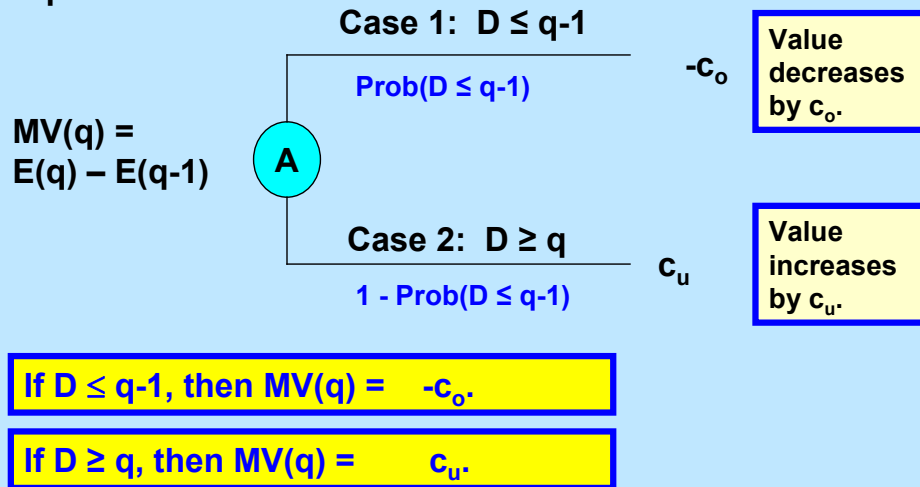 Case 1: D ≤ q-1
Prob(D ≤ q-1)
-cₒ
Value
decreases
by cₒ.
MV(q) =
E(q) – E(q-1)
A
Case 2: D ≥ q
1 - Prob(D ≤ q-1)
cᵤ
Value
increases
by cᵤ.
If D ≤ q-1, then MV(q) = -cₒ.
If D ≥ q, then MV(q) = cᵤ.